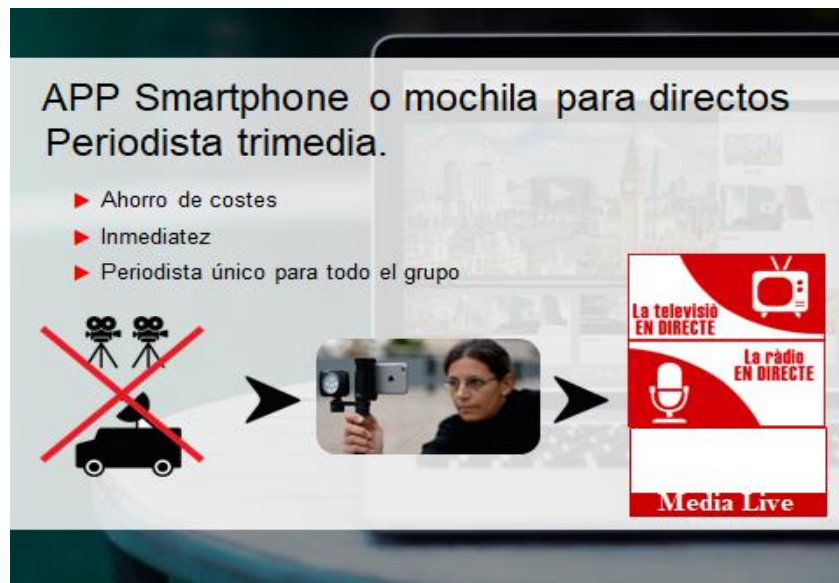 APP Smartphone o mochila para directos
Periodista trimedia.
Ahorro de costes
Inmediatez
Periodista único para todo el grupo
La televisió
EN DIRECTE
La ràdio
EN DIRECTE
Media Live